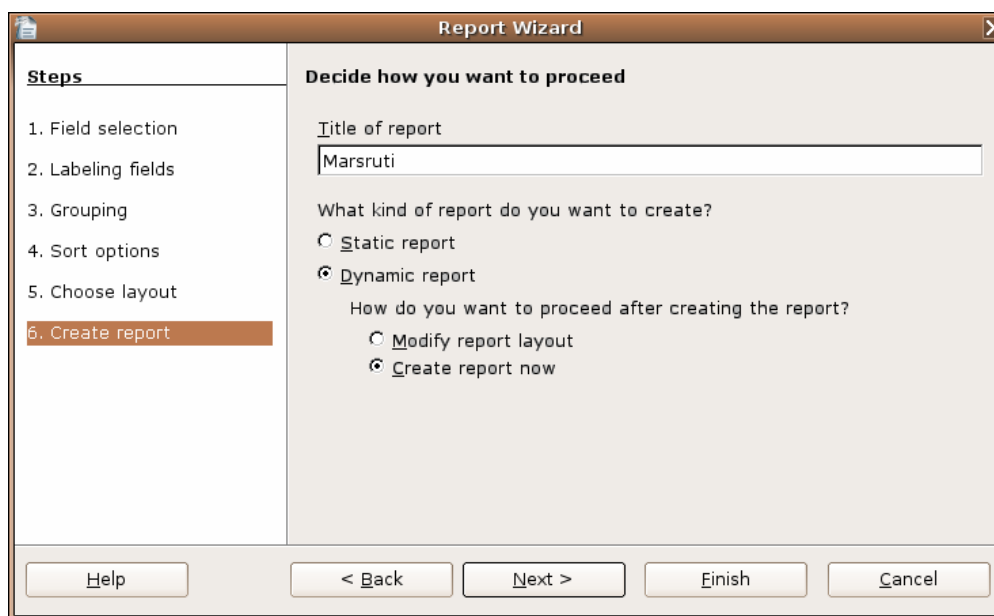 Report Wizard
Steps
1. Field selection
2. Labeling fields
3. Grouping
4. Sort options
5. Choose layout
6. Create report
Decide how you want to proceed
Title of report
Marsruti
What kind of report do you want to create?
Static report
Dynamic report
How do you want to proceed after creating the report?
Modify report layout
Create report now
Help
< Back
Next >
Finish
Cancel